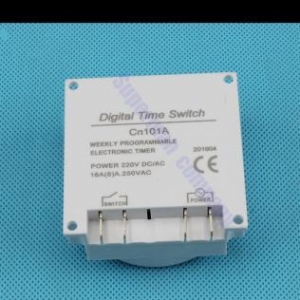 Digital Time Switch
Cn101A
WEEKLY PROGRAMMABLE
ELECTRONIC TIMER
201604
POWER 220V DC/AC
16A(8)A.250VAC
CE
SWITCH
POWER